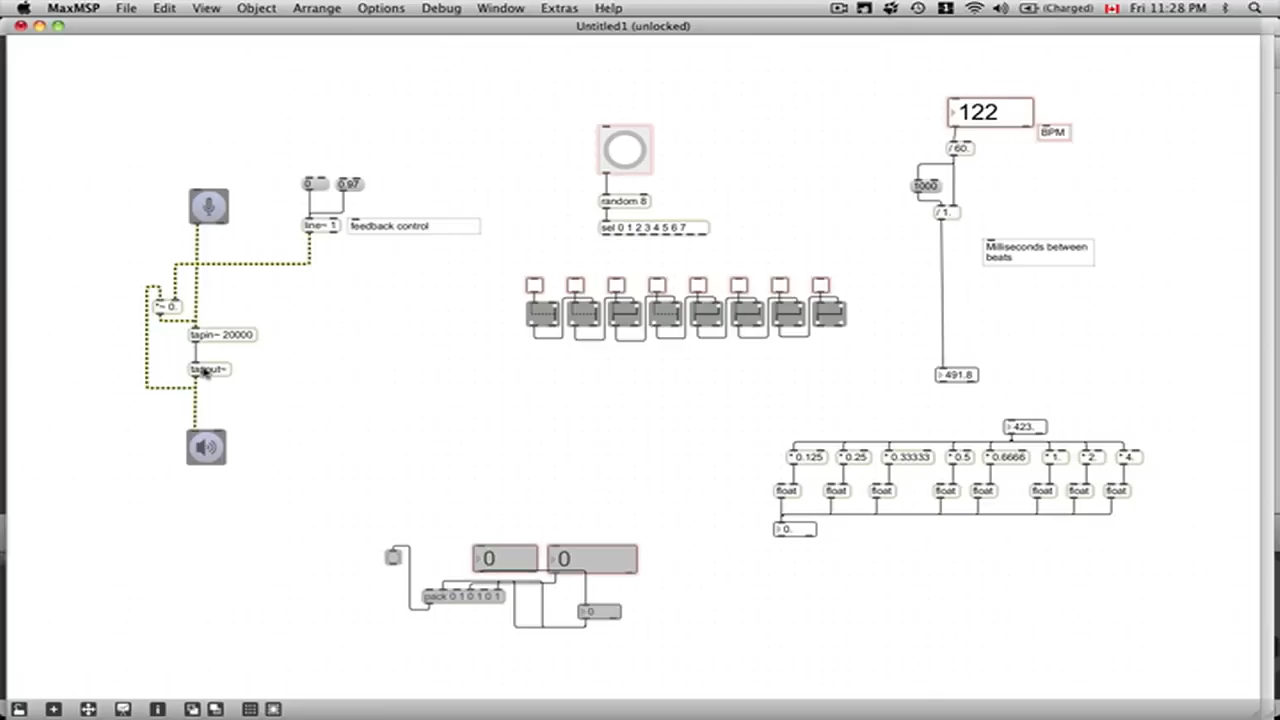 MaxMSP File Edit View Object Arrange Options Debug Window Extras Help
(Charged) Fri 11:28 PM
Untitled1 (unlocked)
122
BPM
/ 60.
1000
/ 1.
Milliseconds between
beats
491.8
0
0.97
line~ 1
feedback control
*~ 0.
tapin~ 20000
random 8
sel 0 1 2 3 4 5 6 7
423.
* 0.125
* 0.25
* 0.33333
* 0.5
* 0.6666
* 1.
* 2.
* 4.
float
float
float
float
float
float
float
float
0.
0
0
pack 0 1 0 1 0 1
0